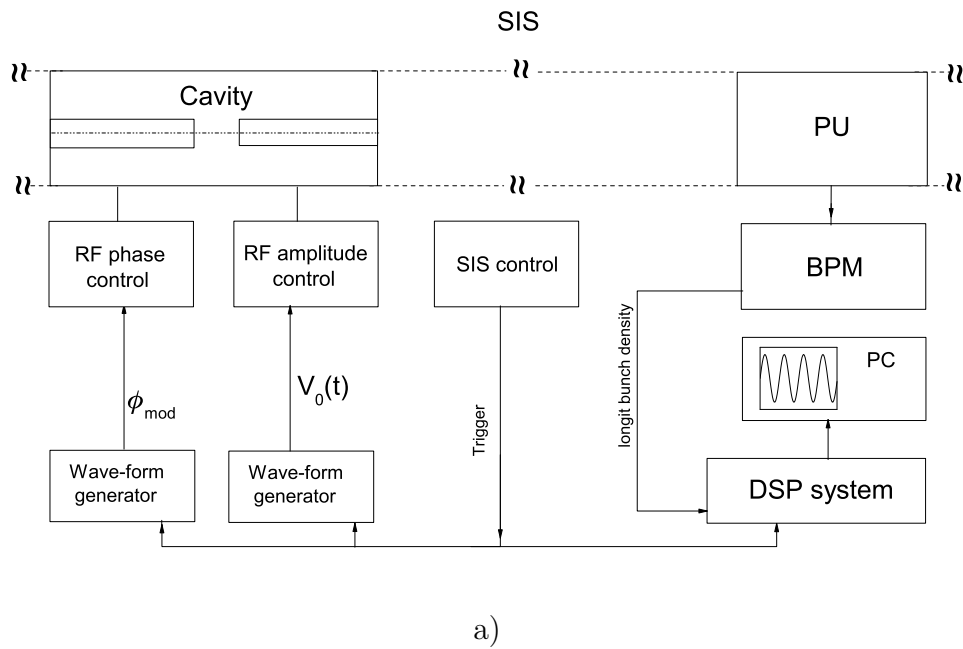 SIS
Cavity
PU
RF phase
control
RF amplitude
control
SIS control
BPM
longit bunch density
PC
ϕmod
V0(t)
Trigger
Wave-form
generator
Wave-form
generator
DSP system
a)